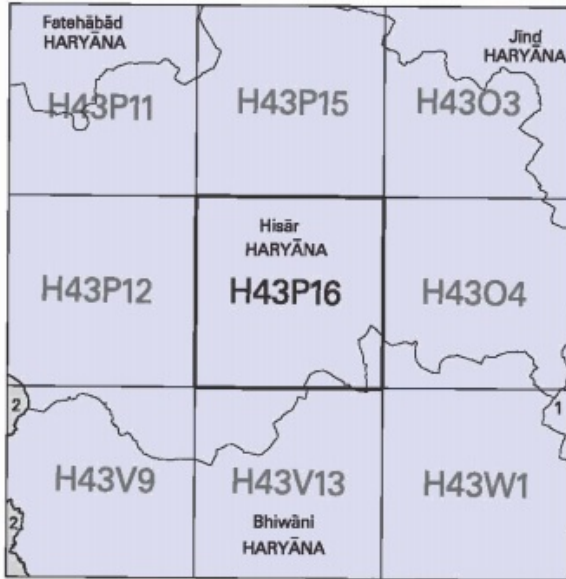 Fatehābād
HARYĀNA
Jīnd
HARYĀNA
H43P11
H43P15
H43O3
Hisār
HARYĀNA
H43P12
H43P16
H43O4
2
1
H43V9
H43V13
H43W1
2
Bhiwāni
HARYĀNA